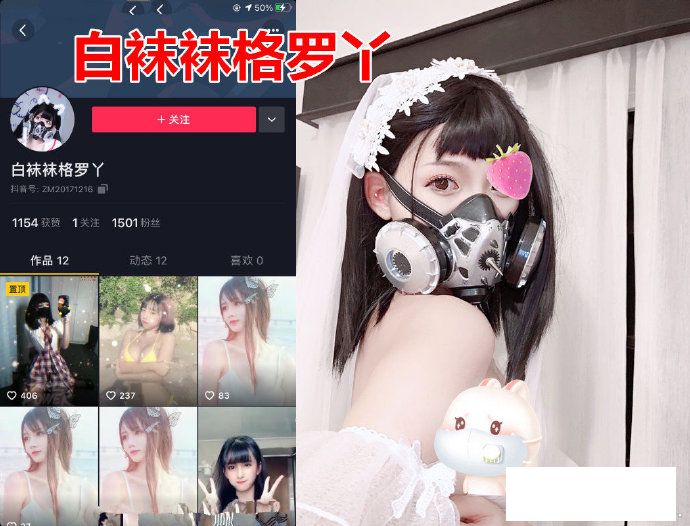 50%
白袜袜格罗丫
+ 关注
白袜袜格罗丫
抖音号: ZM20171216
1154 获赞 1 关注 1501 粉丝
作品 12 动态 12 喜欢 0
置顶
406 237 83